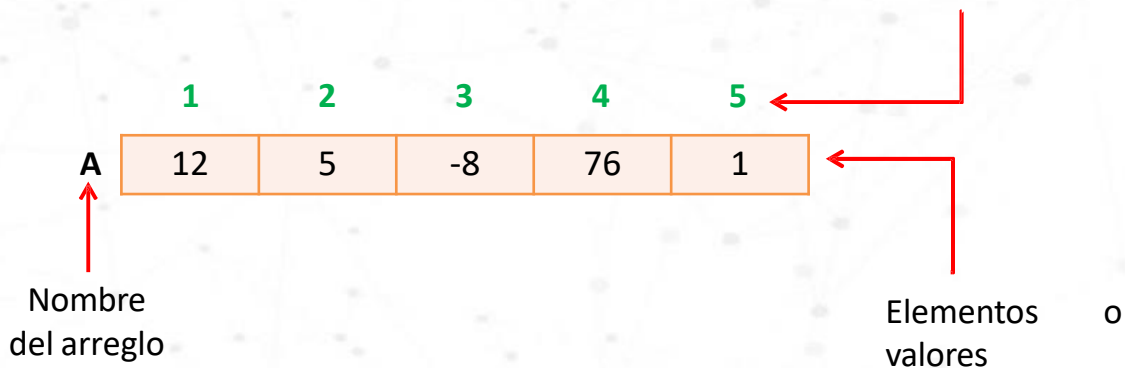 1 2 3 4 5
A 12 5 -8 76 1
Nombre
del arreglo
Elementos o
valores